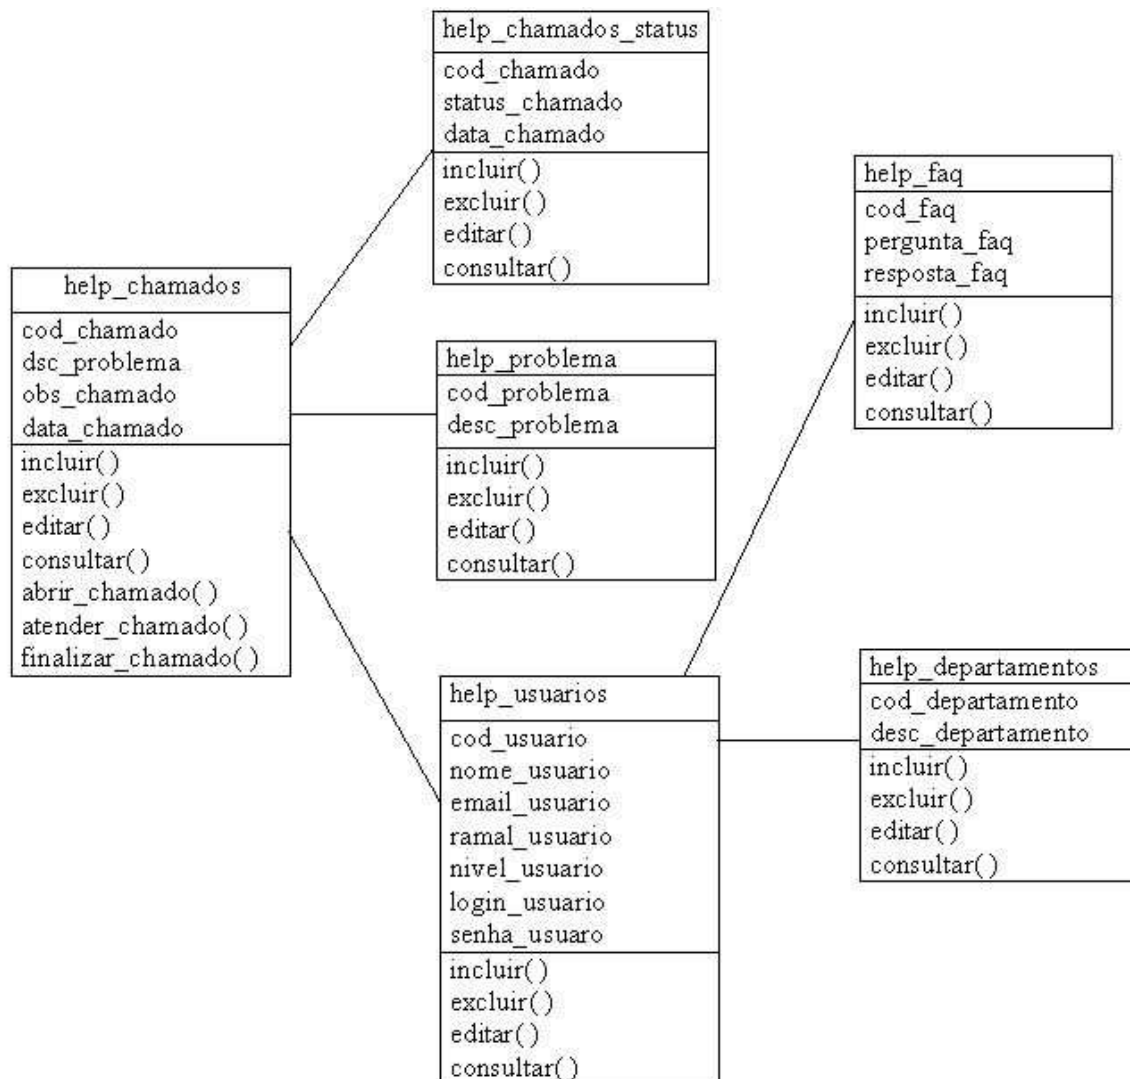 help_chamados_status
cod_chamado
status_chamado
data_chamado
incluir()
excluir()
editar()
consultar()
help_faq
cod_faq
pergunta_faq
resposta_faq
incluir()
excluir()
editar()
consultar()
help_chamados
cod_chamado
dsc_problema
obs_chamado
data_chamado
incluir()
excluir()
editar()
consultar()
abrir_chamado()
atender_chamado()
finalizar_chamado()
help_problema
cod_problema
desc_problema
incluir()
excluir()
editar()
consultar()
help_usuarios
cod_usuario
nome_usuario
email_usuario
ramal_usuario
nivel_usuario
login_usuario
senha_usuaro
incluir()
excluir()
editar()
consultar()
help_departamentos
cod_departamento
desc_departamento
incluir()
excluir()
editar()
consultar()